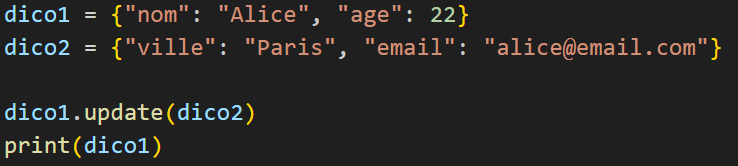 dico1 = {"nom": "Alice", "age": 22}
dico2 = {"ville": "Paris", "email": "alice@email.com"}
dico1.update(dico2)
print(dico1)